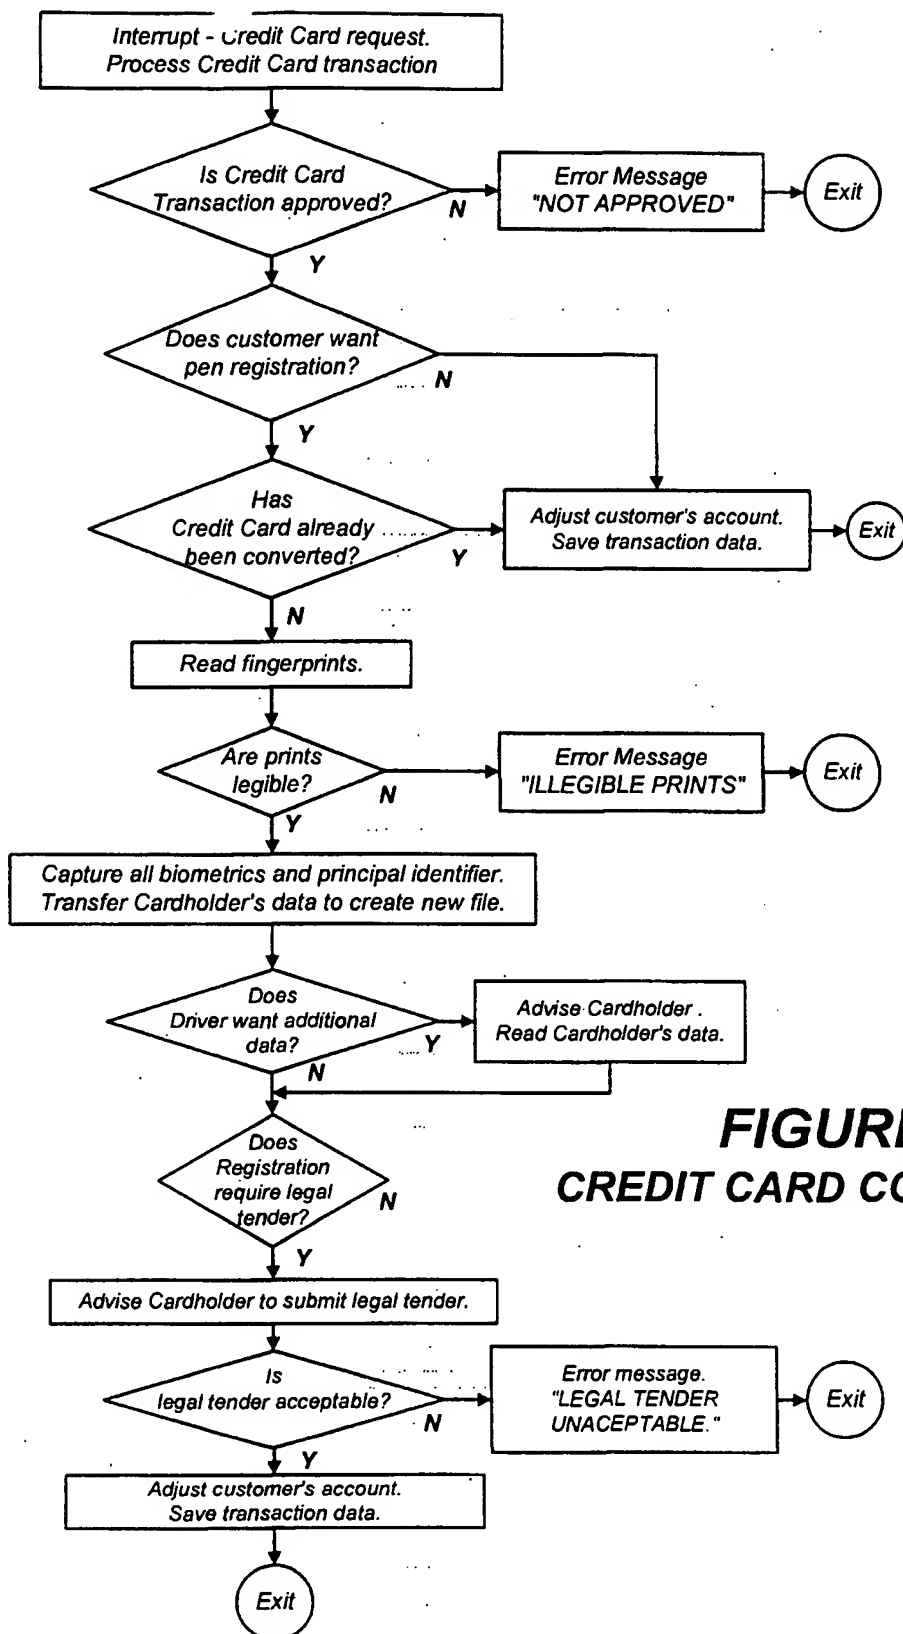 Interrupt - Credit Card request.
Process Credit Card transaction
Is Credit Card
Transaction approved?
N
Error Message
"NOT APPROVED"
Exit
Y
Does customer want
pen registration?
N
Y
Has
Credit Card already
been converted?
Y
Adjust customer's account.
Save transaction data.
Exit
N
Read fingerprints.
Are prints
legible?
N
Error Message
"ILLEGIBLE PRINTS"
Exit
Y
Capture all biometrics and principal identifier.
Transfer Cardholder's data to create new file.
Does
Driver want additional
data?
Y
Advise Cardholder.
Read Cardholder's data.
N
Does
Registration
require legal
tender?
N
FIGUR
CREDIT CARD CO
Y
Advise Cardholder to submit legal tender.
Is
legal tender acceptable?
N
Error message.
"LEGAL TENDER
UNACEPTABLE."
Exit
Y
Adjust customer's account.
Save transaction data.
Exit